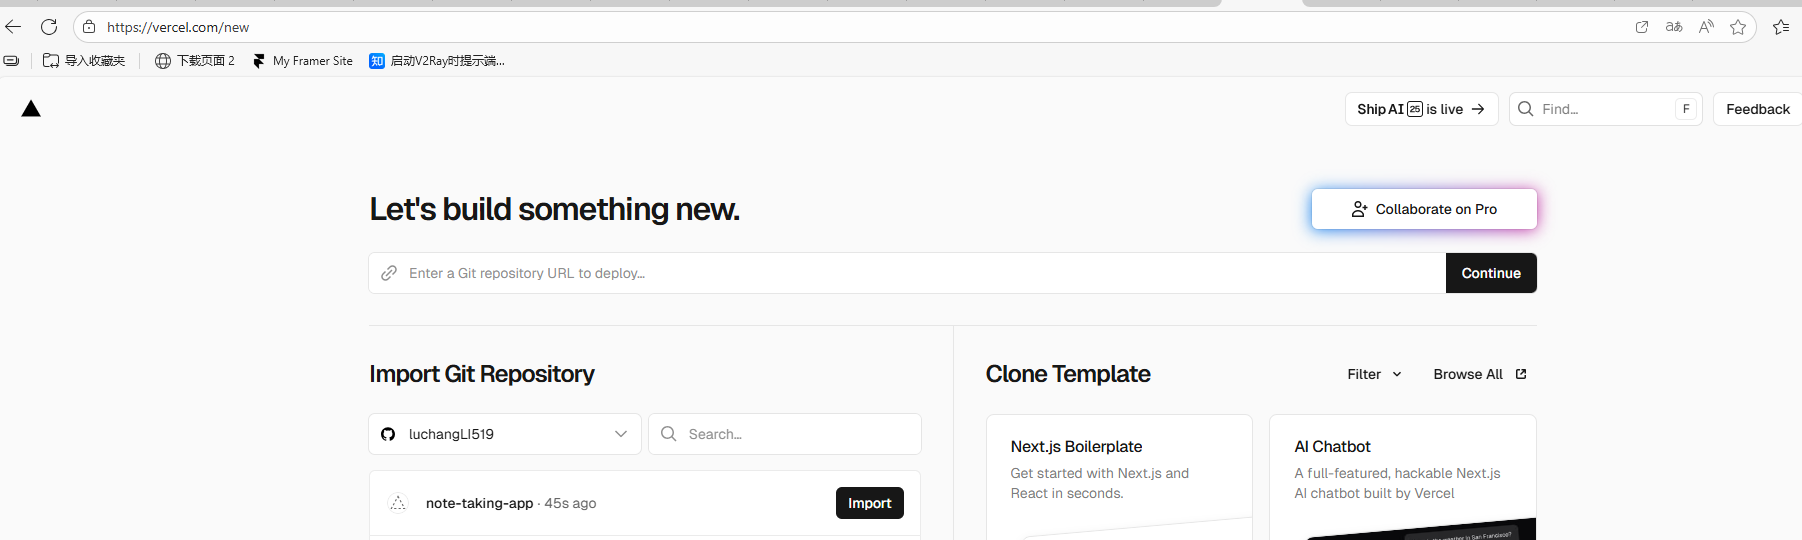 https://vercel.com/new
导入收藏夹
下载页面 2
My Framer Site
知 启动V2Ray时提示端...
Ship AI 25 is live →
Find...
F
Feedback
Let's build something new.
Collaborate on Pro
Enter a Git repository URL to deploy...
Continue
Import Git Repository
luchangLI519
Search...
note-taking-app · 45s ago
Import
Clone Template
Filter
Browse All
Next.js Boilerplate
Get started with Next.js and
React in seconds.
AI Chatbot
A full-featured, hackable Next.js
AI chatbot built by Vercel